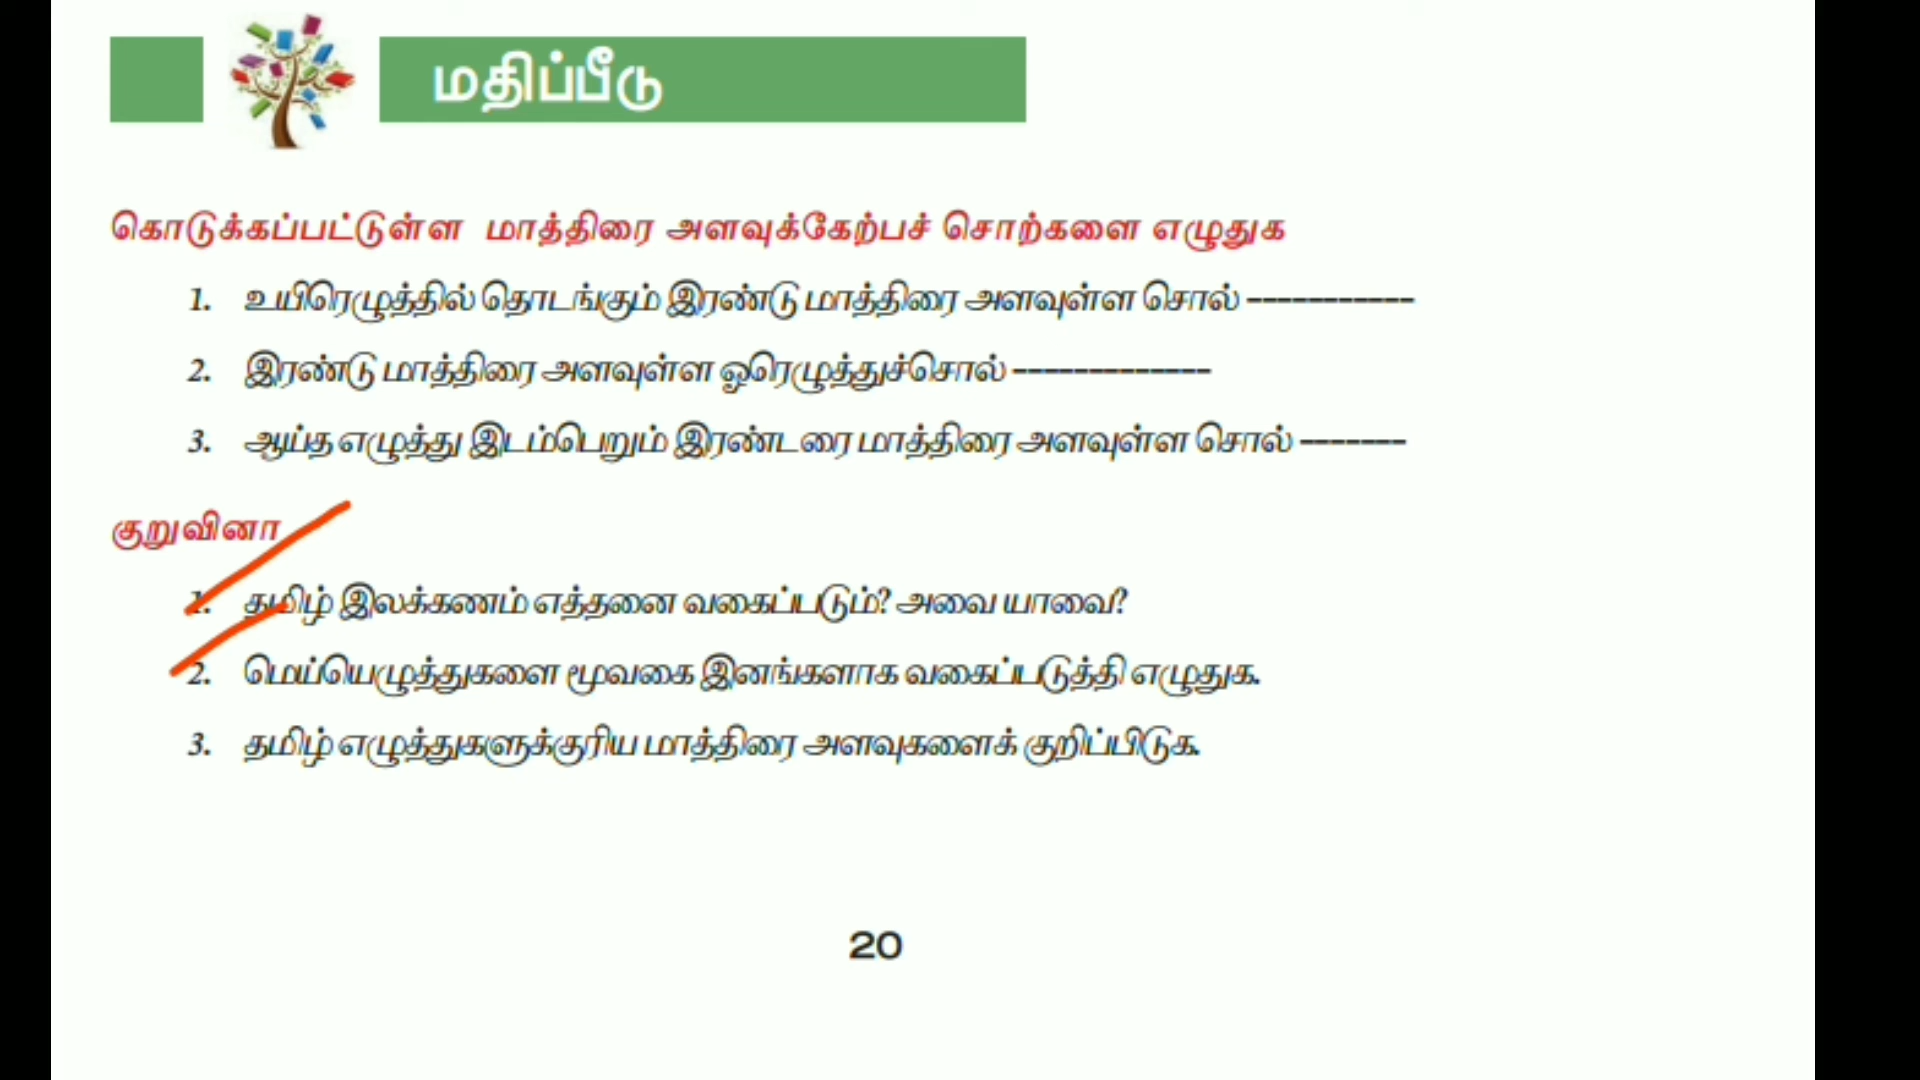 மதிப்பீடு
கொடுக்கப்பட்டுள்ள மாத்திரை அளவுக்கேற்பச் சொற்களை எழுதுக
1. உயிரெழுத்தில் தொடங்கும் இரண்டு மாத்திரை அளவுள்ள சொல் -----------
2. இரண்டு மாத்திரை அளவுள்ள ஓரெழுத்துச்சொல் -------------
3. ஆய்த எழுத்து இடம்பெறும் இரண்டரை மாத்திரை அளவுள்ள சொல் -------
குறுவினா
1. தமிழ் இலக்கணம் எத்தனை வகைப்படும்? அவை யாவை?
2. மெய்யெழுத்துகளை மூவகை இனங்களாக வகைப்படுத்தி எழுதுக.
3. தமிழ் எழுத்துகளுக்குரிய மாத்திரை அளவுகளைக் குறிப்பிடுக.
20